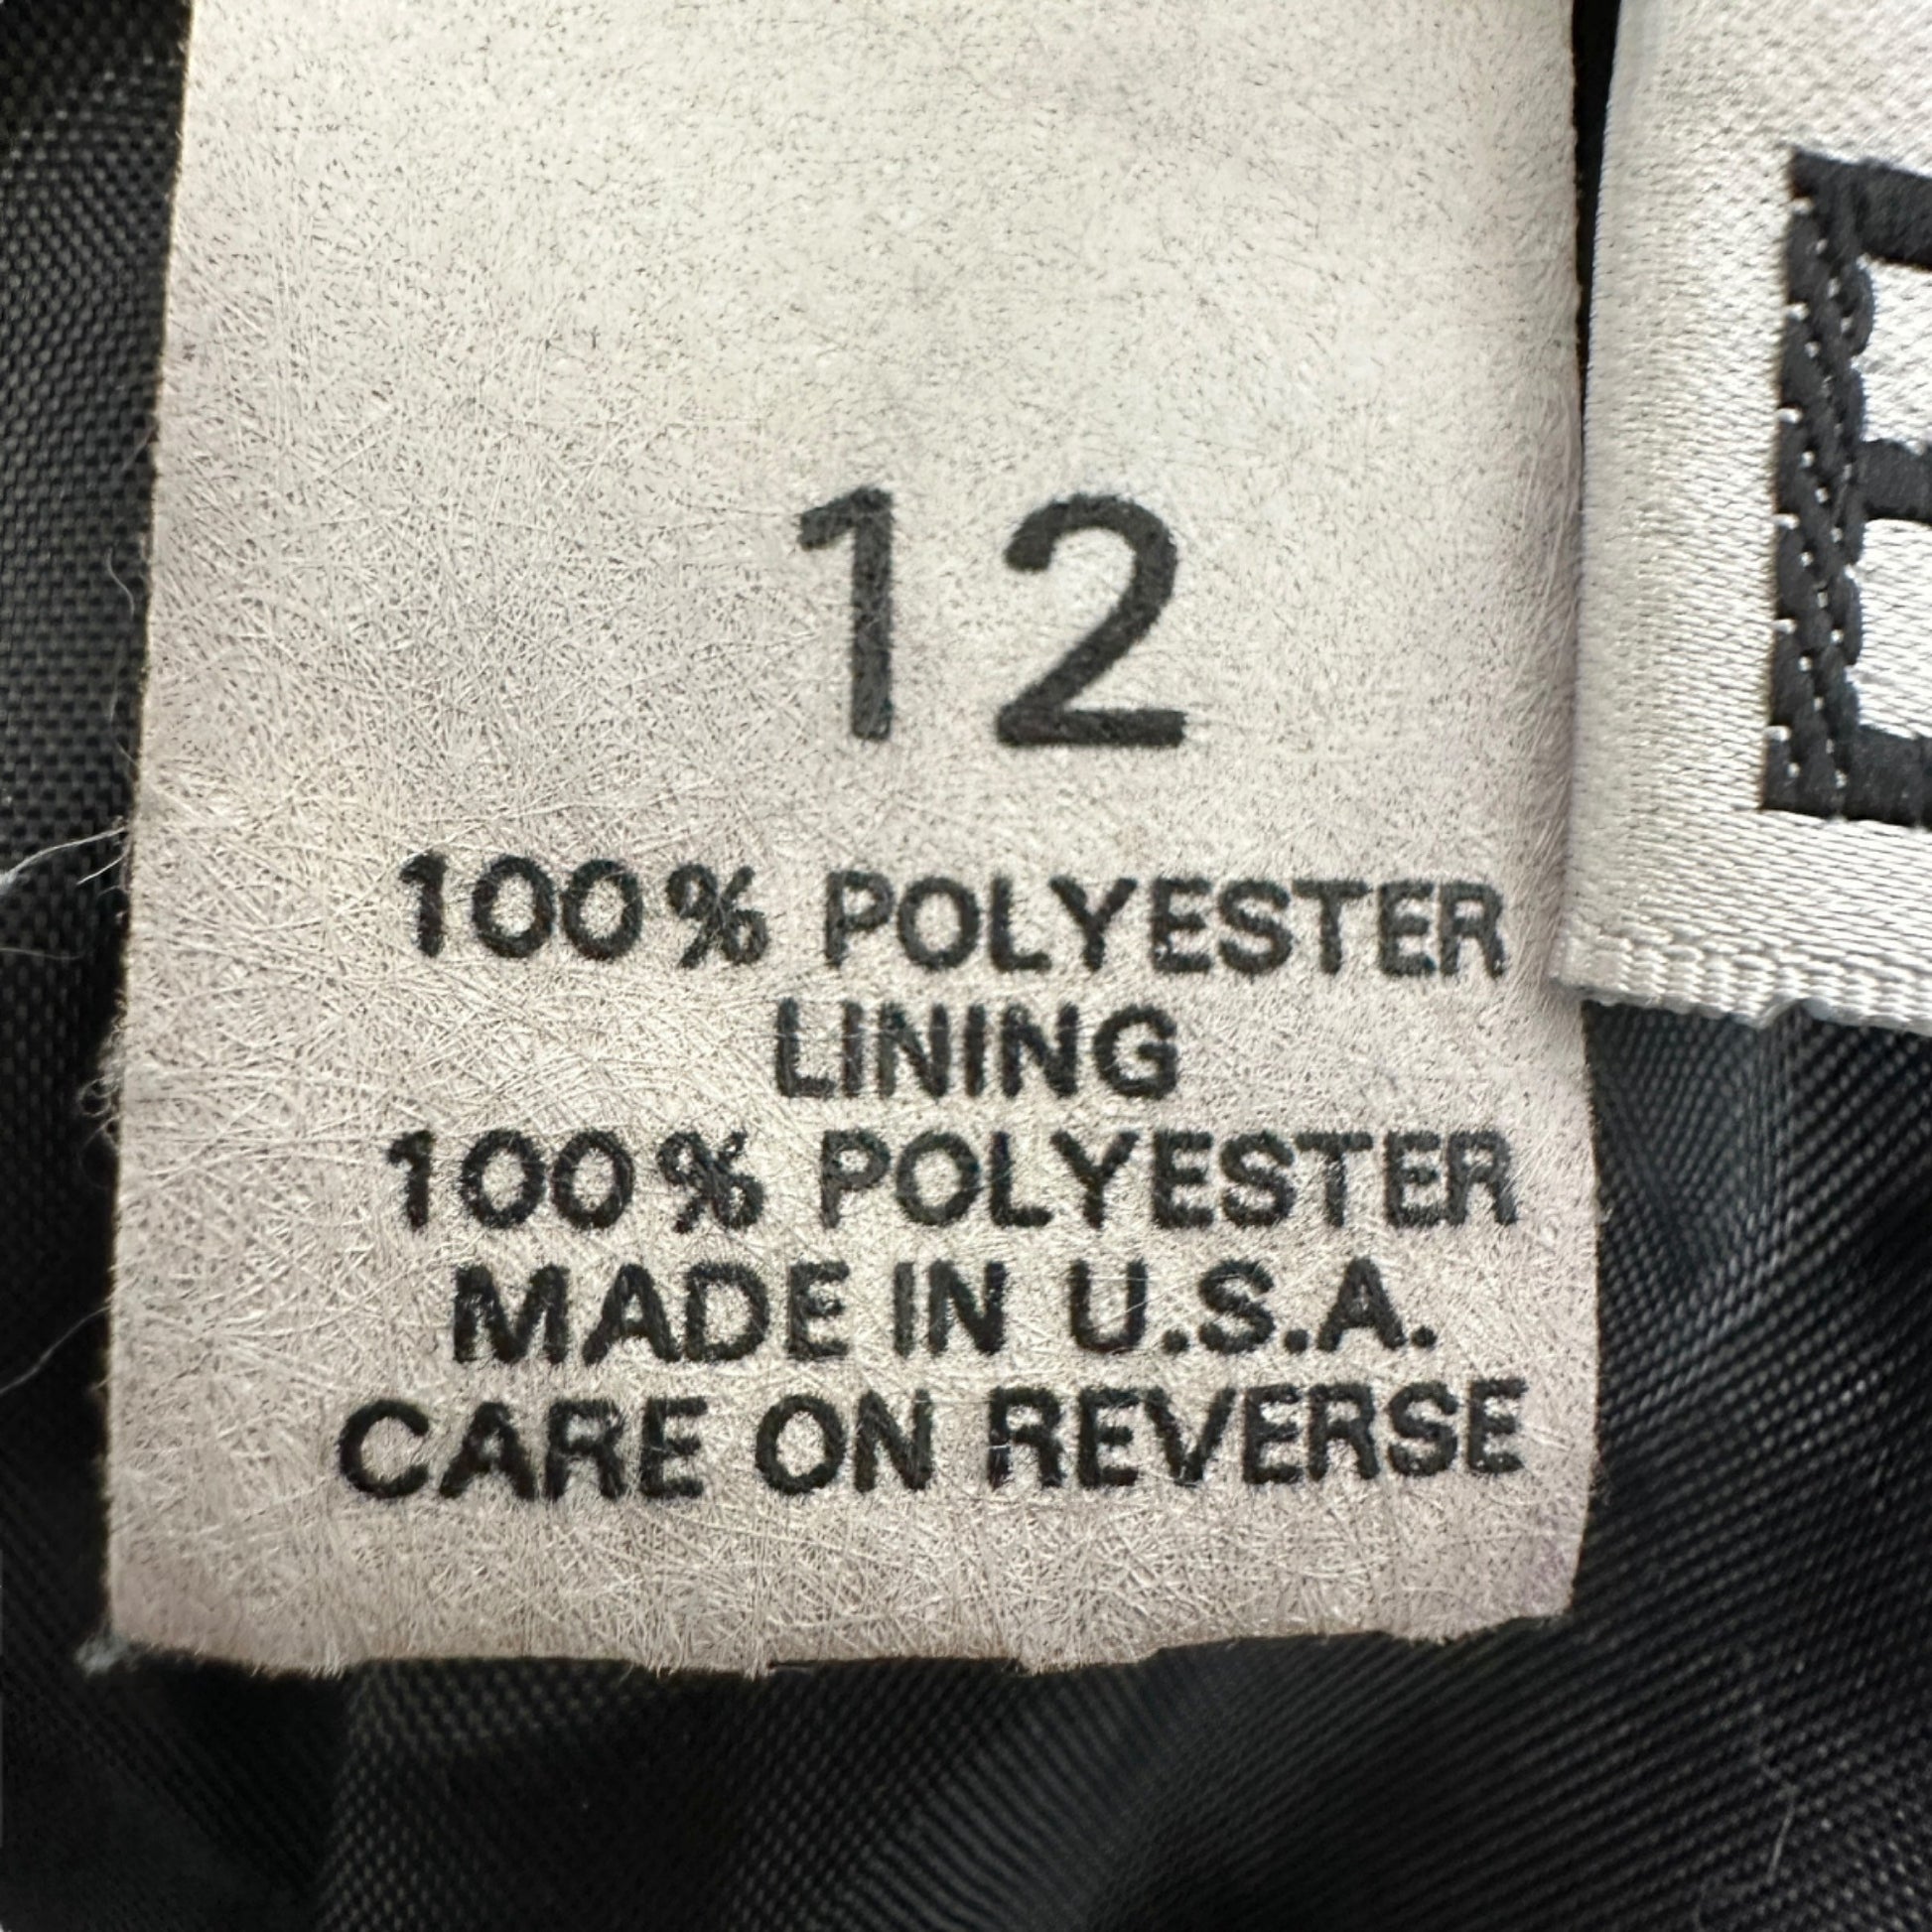 12
100% POLYESTER
LINING
100% POLYESTER
MADE IN U.S.A.
CARE ON REVERSE